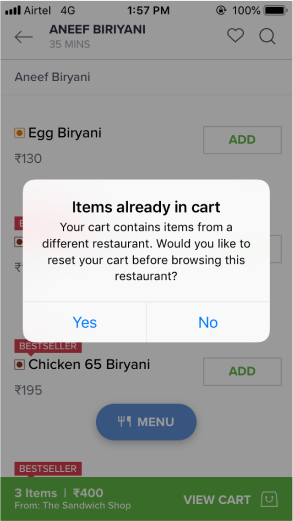 Airtel 4G 1:57 PM 100%
ANEEF BIRIYANI
35 MINS
Aneef Biryani
Egg Biryani
ADD
₹130
Items already in cart
Your cart contains items from a
different restaurant. Would you like to
reset your cart before browsing this
restaurant?
Yes No
BESTSELLER
Chicken 65 Biryani
ADD
₹195
MENU
BESTSELLER
3 Items | ₹400
From: The Sandwich Shop
VIEW CART